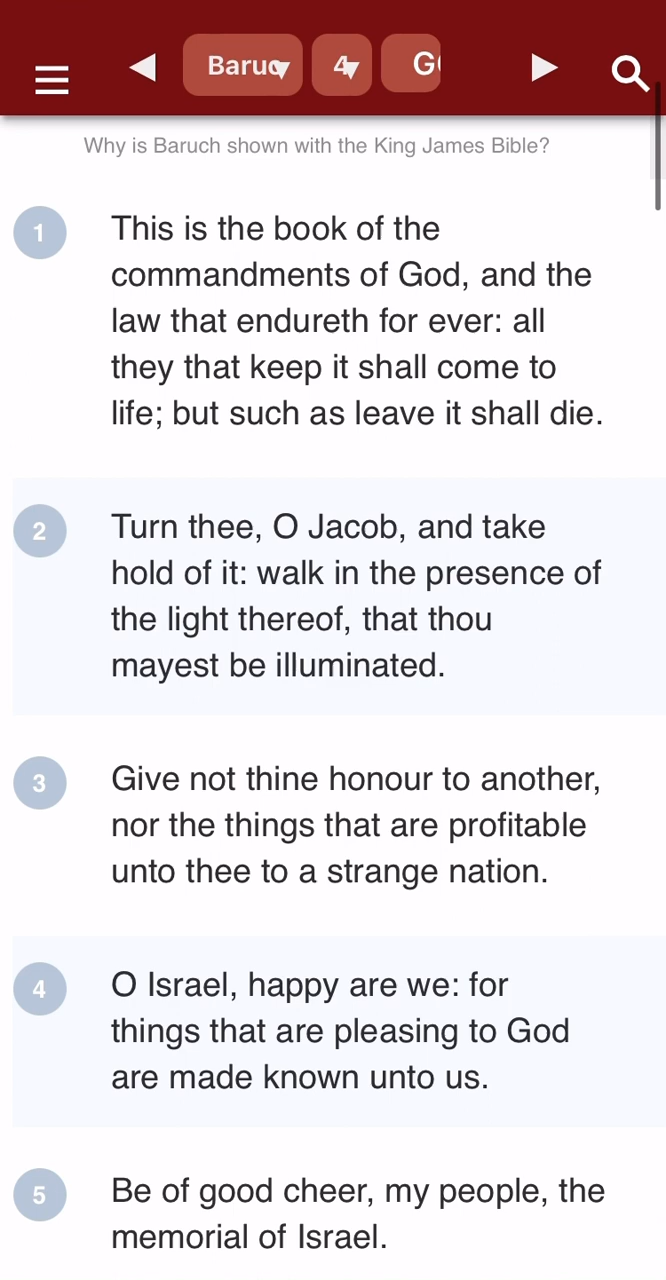 Baruc 4 G
Why is Baruch shown with the King James Bible?
1
This is the book of the
commandments of God, and the
law that endureth for ever: all
they that keep it shall come to
life; but such as leave it shall die.
2
Turn thee, O Jacob, and take
hold of it: walk in the presence of
the light thereof, that thou
mayest be illuminated.
3
Give not thine honour to another,
nor the things that are profitable
unto thee to a strange nation.
4
O Israel, happy are we: for
things that are pleasing to God
are made known unto us.
5
Be of good cheer, my people, the
memorial of Israel.